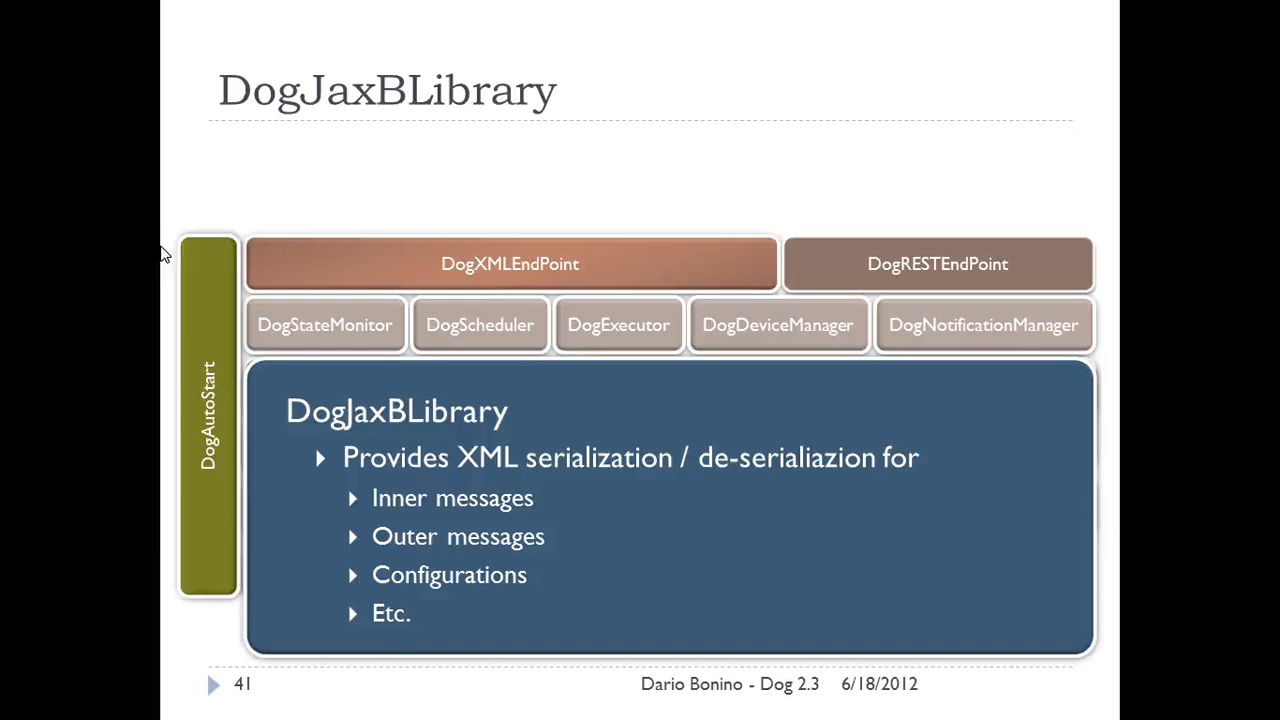 DogJaxBLibrary
DogAutoStart
DogXMLEndPoint
DogRESTEndPoint
DogStateMonitor
DogScheduler
DogExecutor
DogDeviceManager
DogNotificationManager
DogJaxBLibrary
Provides XML serialization / de-serialiazion for
Inner messages
Outer messages
Configurations
Etc.
41
Dario Bonino - Dog 2.3
6/18/2012